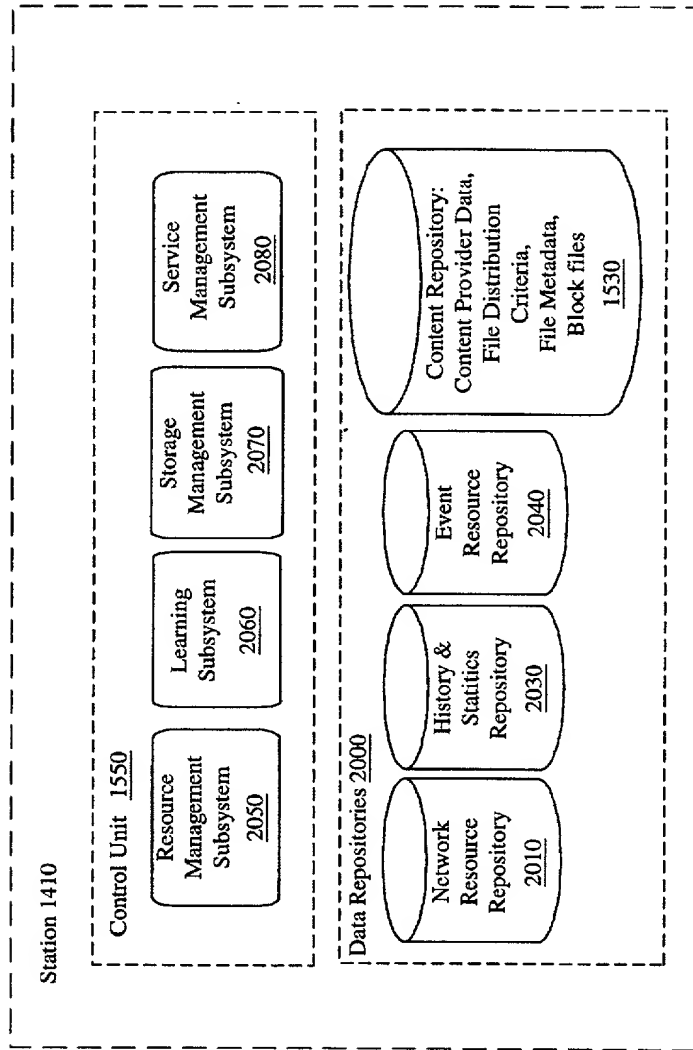 Station 1410
Control Unit 1550
Resource
Management
Subsystem
2050
Learning
Subsystem
2060
Storage
Management
Subsystem
2070
Service
Management
Subsystem
2080
Data Repositories 2000
Network
Resource
Repository
2010
History &
Statitics
Repository
2030
Event
Resource
Repository
2040
Content Repository:
Content Provider Data,
File Distribution
Criteria,
File Metadata,
Block files
1530